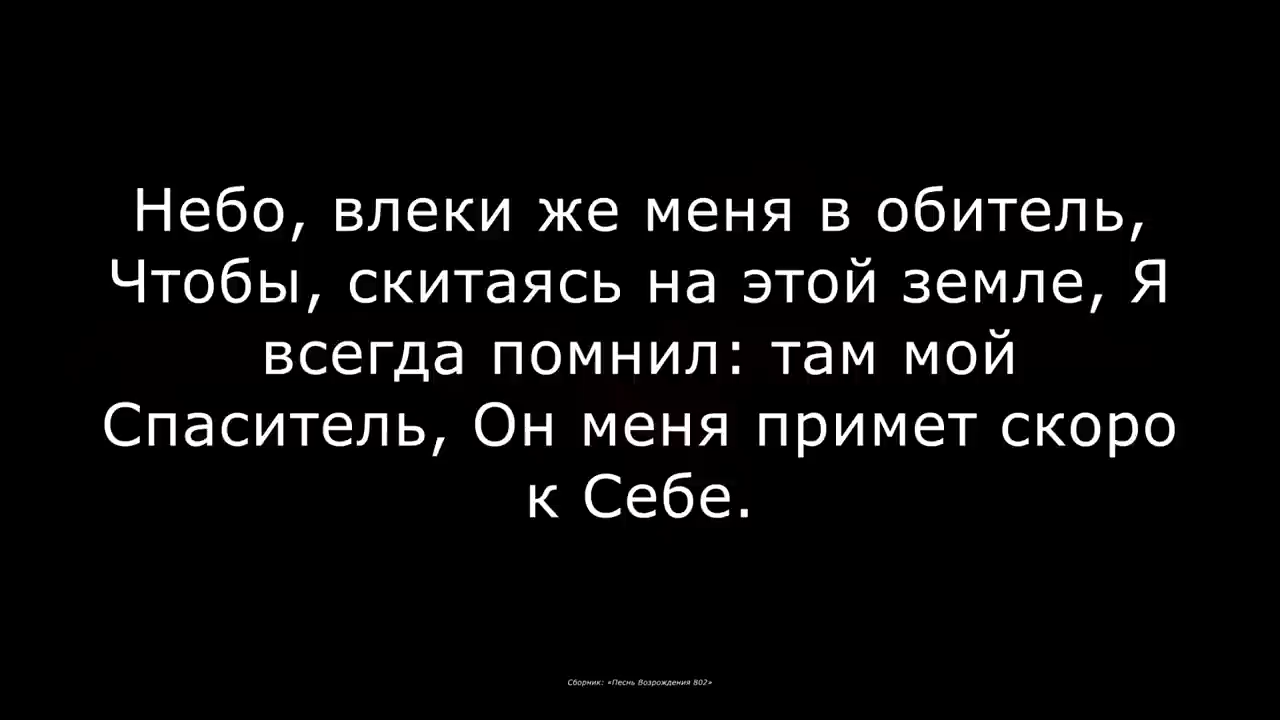 Небо, влеки же меня в обитель,
Чтобы, скитаясь на этой земле, Я
всегда помнил: там мой
Спаситель, Он меня примет скоро
к Себе.
Сборник: «Песнь Возрождения 802»